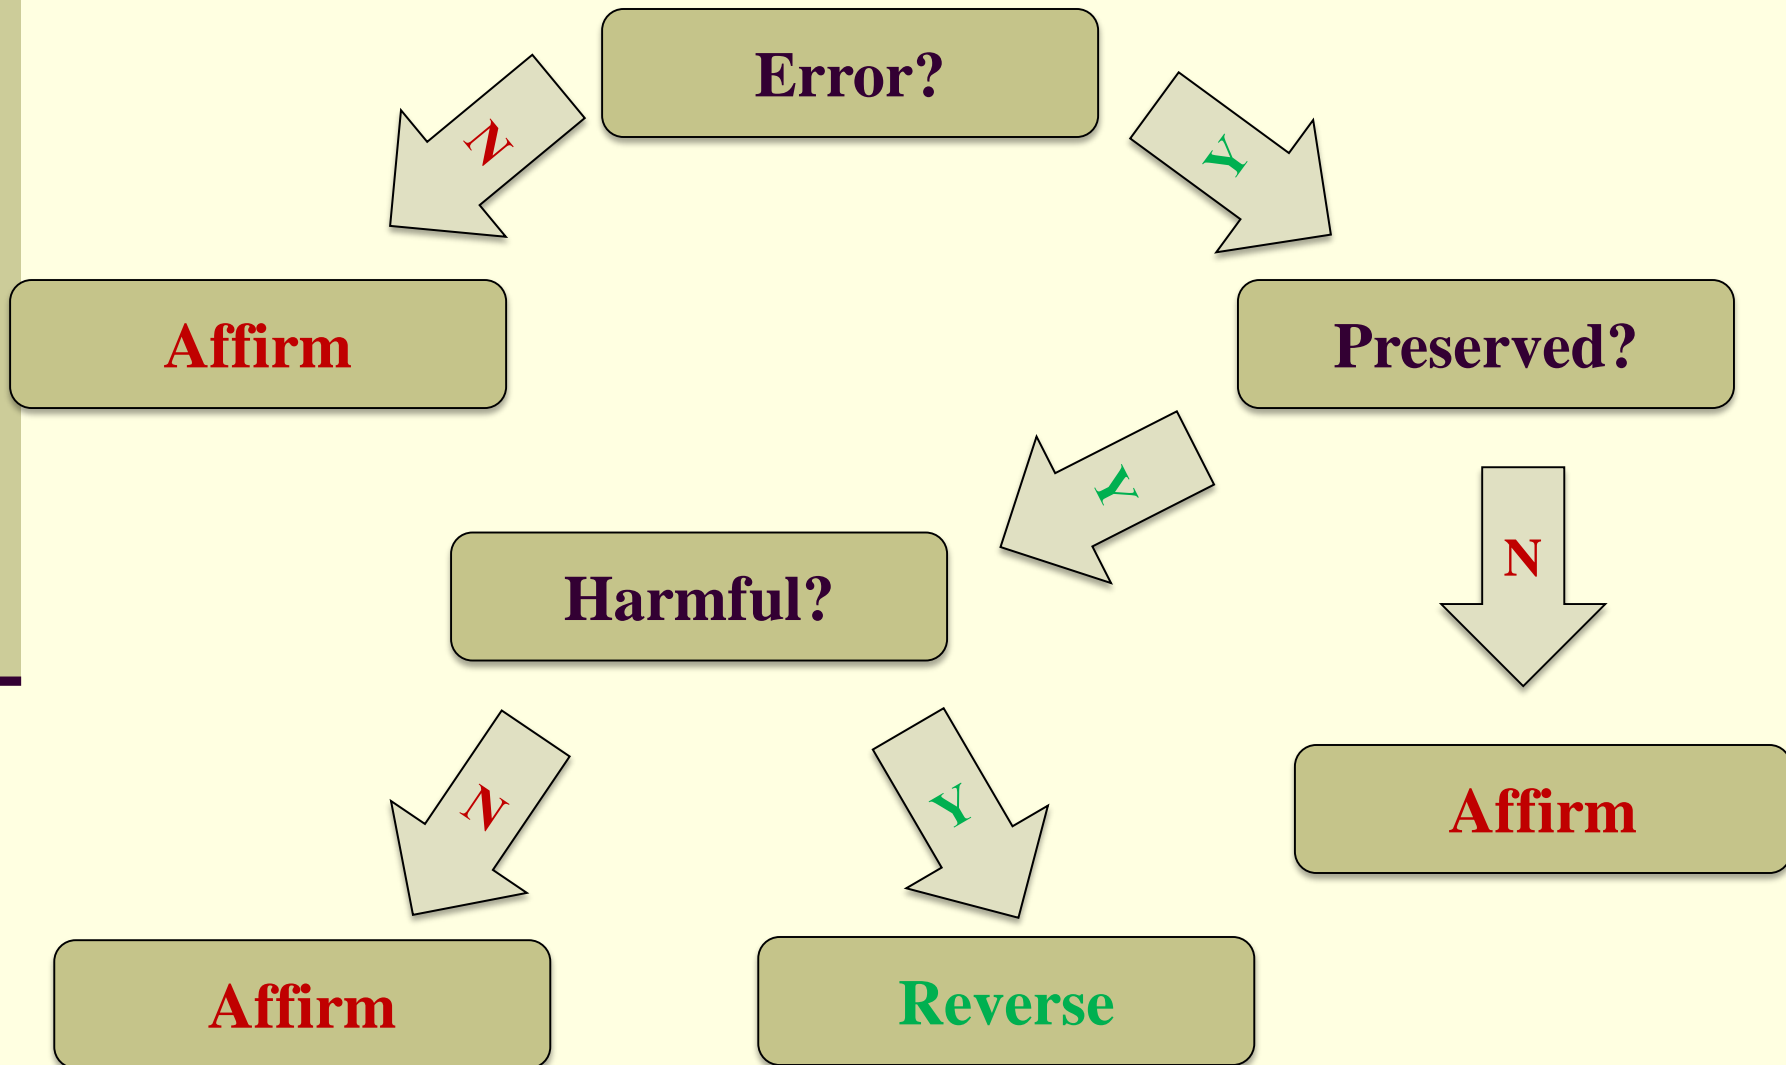 Error?
N
Y
Affirm
Preserved?
Y
N
Harmful?
N
Y
Affirm
Affirm
Reverse